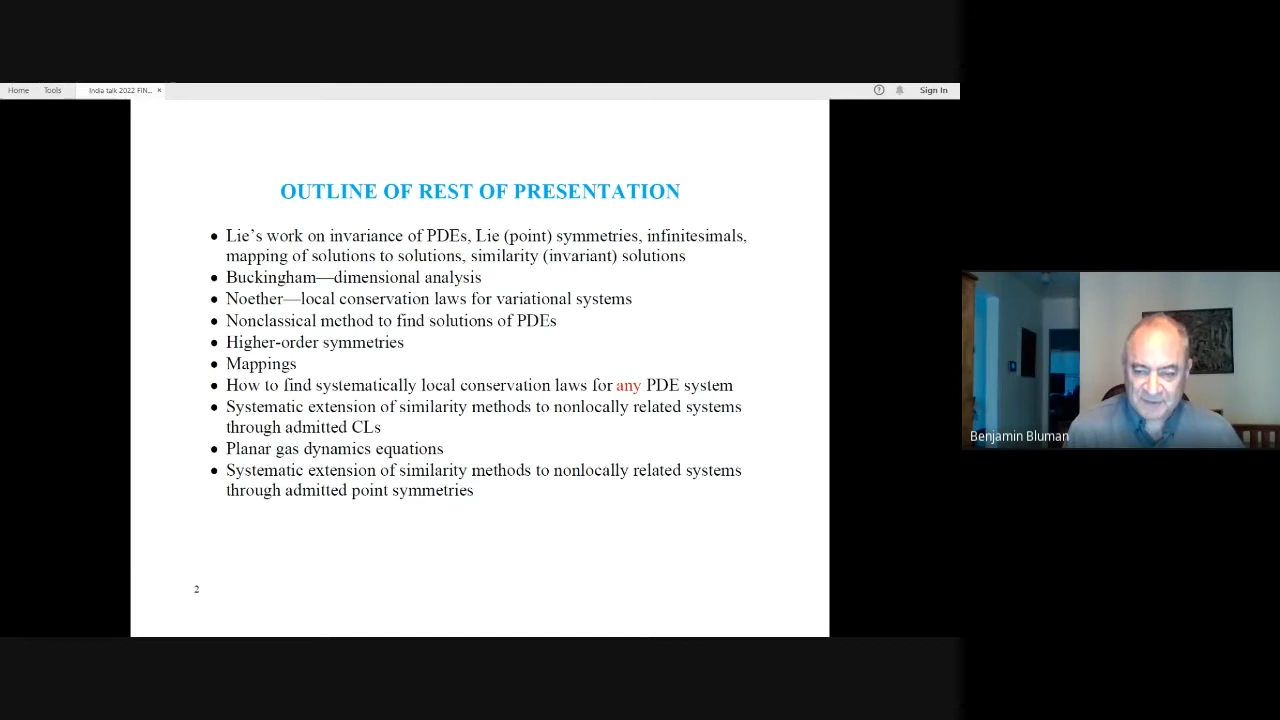 Home Tools India talk 2022 FIN... × ? Sign In
OUTLINE OF REST OF PRESENTATION
• Lie's work on invariance of PDEs, Lie (point) symmetries, infinitesimals,
mapping of solutions to solutions, similarity (invariant) solutions
• Buckingham—dimensional analysis
• Noether—local conservation laws for variational systems
• Nonclassical method to find solutions of PDEs
• Higher-order symmetries
• Mappings
• How to find systematically local conservation laws for any PDE system
• Systematic extension of similarity methods to nonlocally related systems
through admitted CLs
• Planar gas dynamics equations
• Systematic extension of similarity methods to nonlocally related systems
through admitted point symmetries
2
Benjamin Bluman